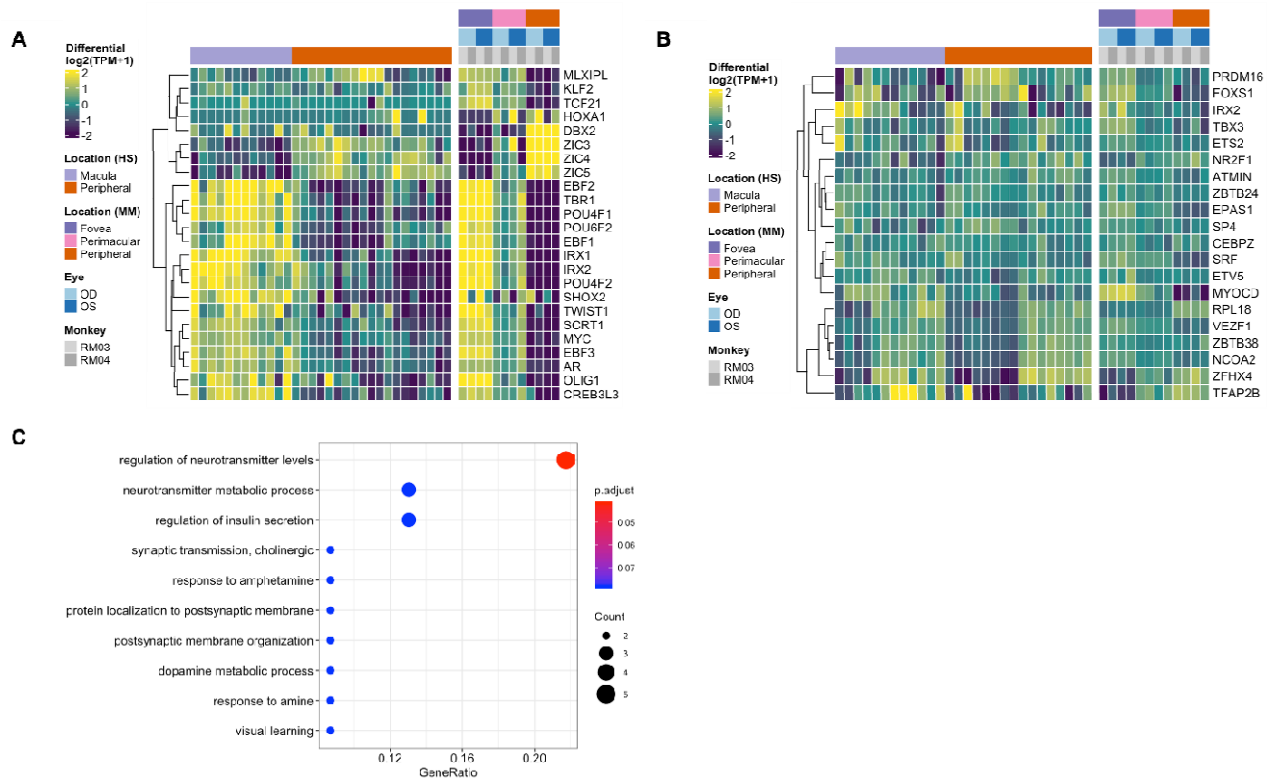 A
Differential
log2(TPM+1)
2
1
0
-1
-2
Location (HS)
Macula
Peripheral
Location (MM)
Fovea
Perimacular
Peripheral
Eye
OD
OS
Monkey
RM03
RM04
MLXIPL
KLF2
TCF21
HOXA1
DBX2
ZIC3
ZIC4
ZIC5
EBF2
TBR1
POU4F1
POU6F2
EBF1
IRX1
IRX2
POU4F2
SHOX2
TWIST1
SCRT1
MYC
EBF3
AR
OLIG1
CREB3L3
B
Differential
log2(TPM+1)
2
1
0
-1
-2
Location (HS)
Macula
Peripheral
Location (MM)
Fovea
Perimacular
Peripheral
Eye
OD
OS
Monkey
RM03
RM04
PRDM16
FOXS1
IRX2
TBX3
ETS2
NR2F1
ATMIN
ZBTB24
EPAS1
SP4
CEBPZ
SRF
ETV5
MYOCD
RPL18
VEZF1
ZBTB38
NCOA2
ZFHX4
TFAP2B
C
regulation of neurotransmitter levels
neurotransmitter metabolic process
regulation of insulin secretion
synaptic transmission, cholinergic
response to amphetamine
protein localization to postsynaptic membrane
postsynaptic membrane organization
dopamine metabolic process
response to amine
visual learning
0.12 0.16 0.20
GeneRatio
p.adjust
0.05
0.06
0.07
Count
2
3
4
5